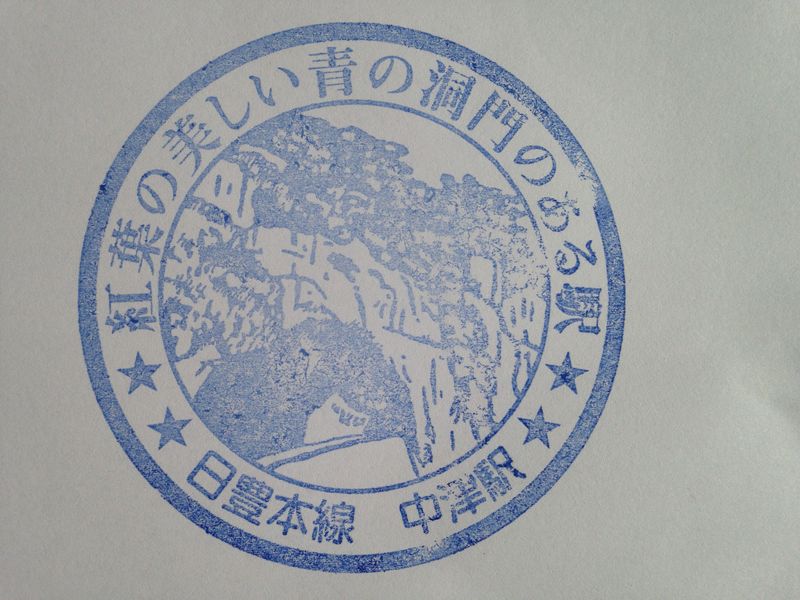 紅葉の美しい青の洞門のある駅
日豊本線 中津駅